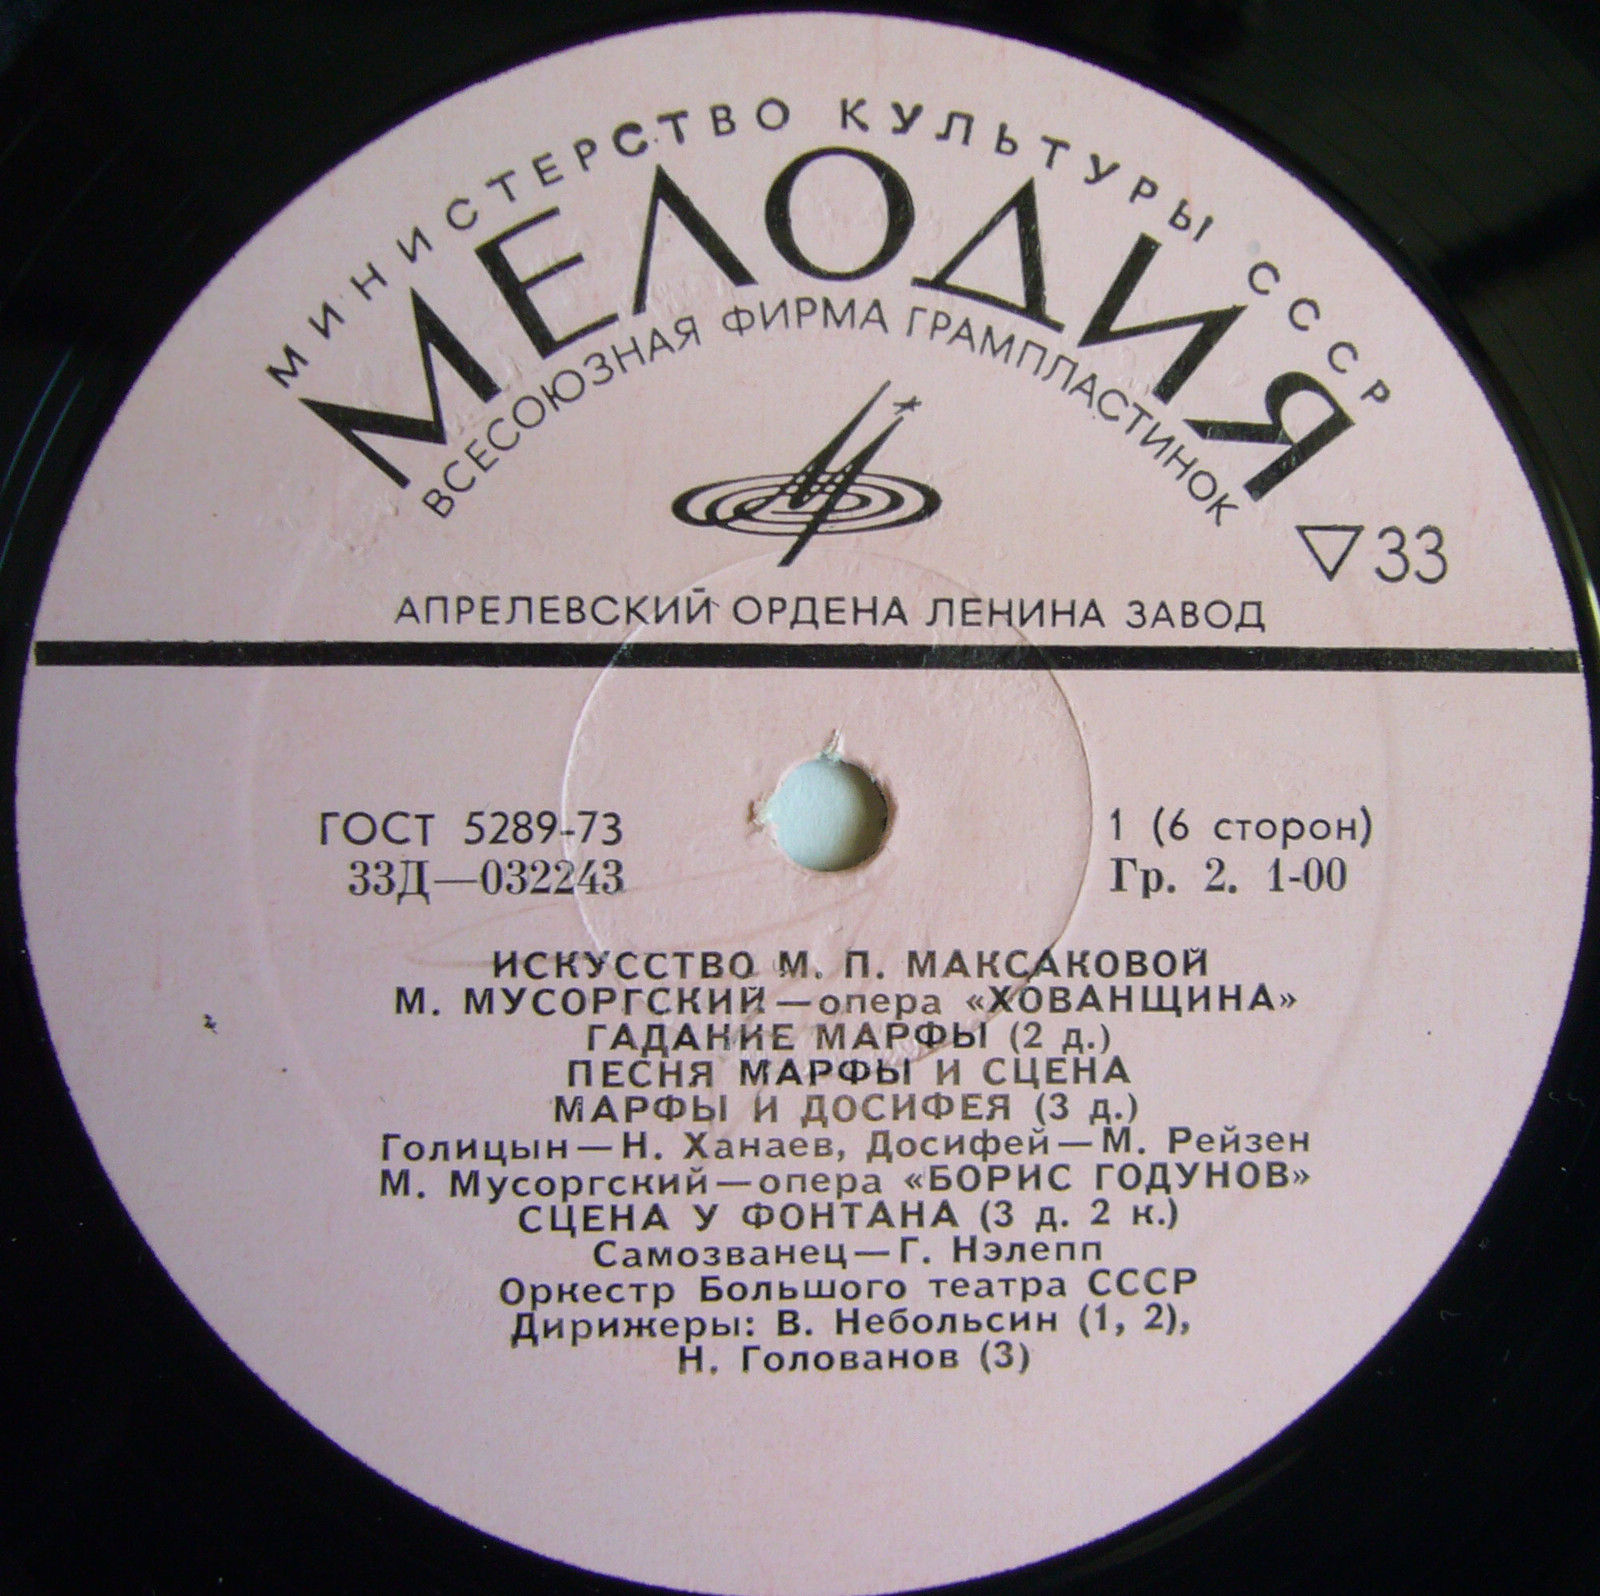 МИНИСТЕРСТВО КУЛЬТУРЫ СССР
МЕЛОДИЯ
ВСЕСОЮЗНАЯ ФИРМА ГРАМПЛАСТИНОК
▽33
АПРЕЛЕВСКИЙ ОРДЕНА ЛЕНИНА ЗАВОД
ГОСТ 5289-73
33Д—032243
1 (6 сторон)
Гр. 2. 1-00
ИСКУССТВО М. П. МАКСАКОВОЙ
М. МУСОРГСКИЙ—опера «ХОВАНЩИНА»
ГАДАНИЕ МАРФЫ (2 д.)
ПЕСНЯ МАРФЫ И СЦЕНА
МАРФЫ И ДОСИФЕЯ (3 д.)
Голицын—Н. Ханаев, Досифей—М. Рейзен
М. Мусоргский—опера «БОРИС ГОДУНОВ»
СЦЕНА У ФОНТАНА (3 д. 2 к.)
Самозванец—Г. Нэлепп
Оркестр Большого театра СССР
Дирижеры: В. Небольсин (1, 2),
Н. Голованов (3)